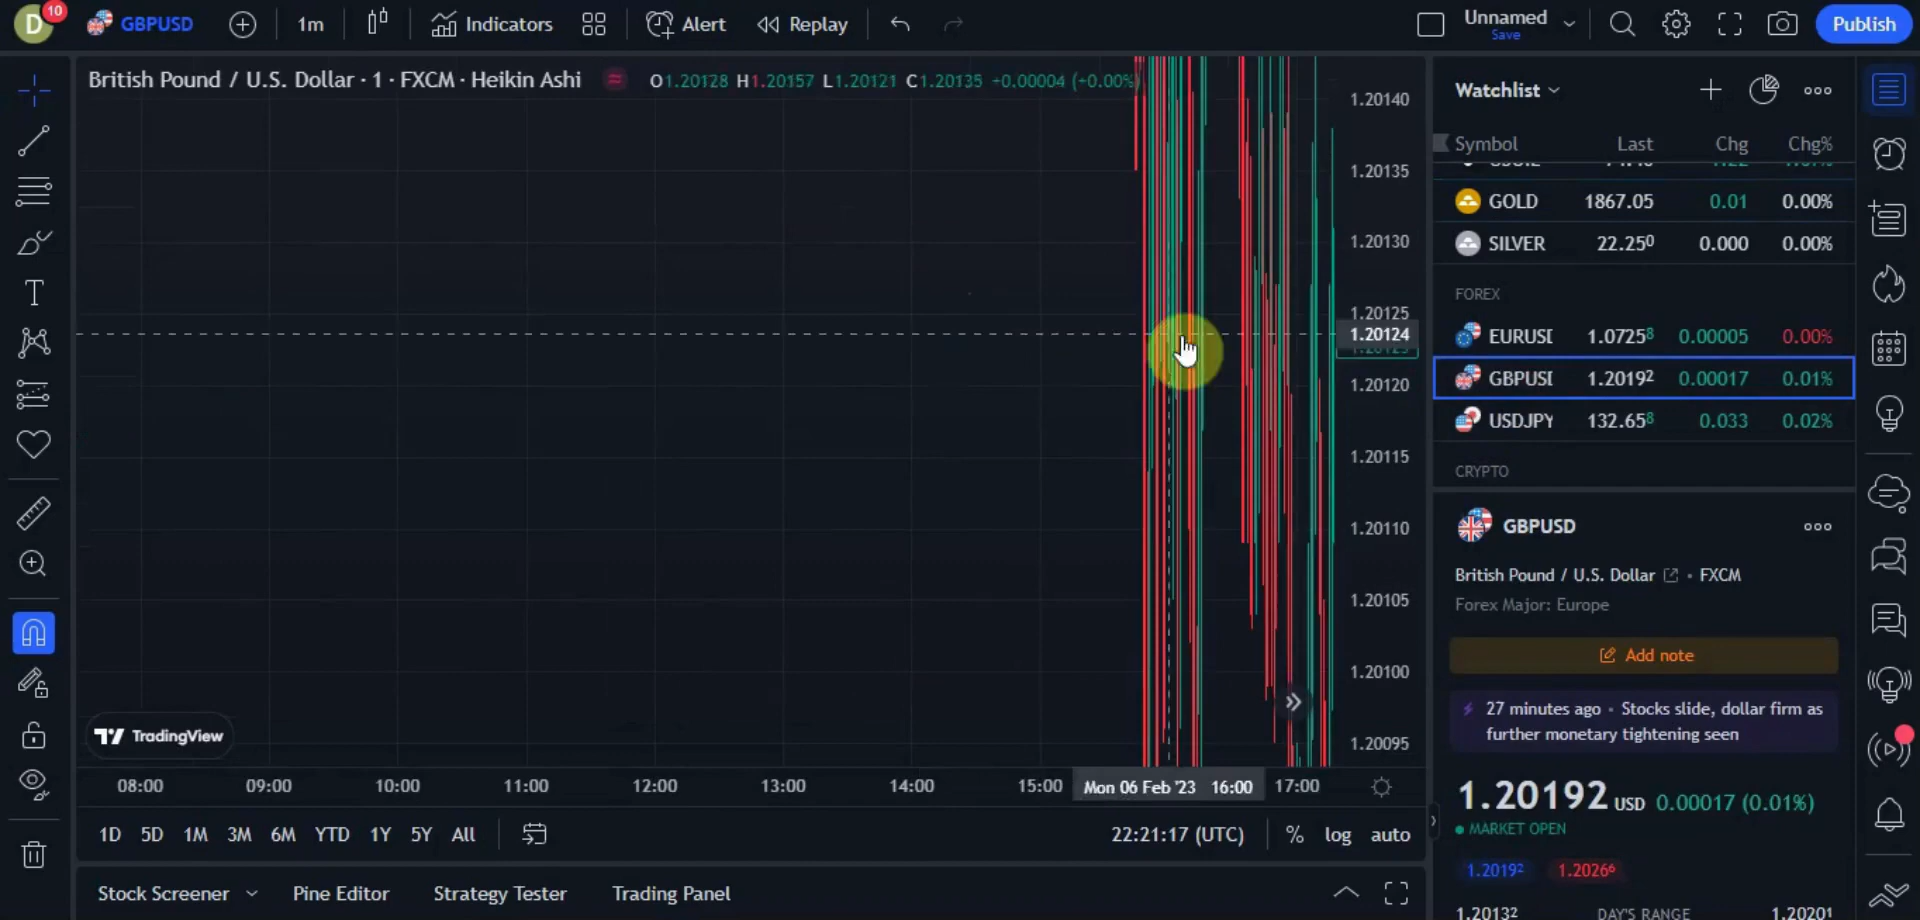 D 10 GBPUSD 1m Indicators Alert Replay Unnamed Save Publish
British Pound / U.S. Dollar · 1 · FXCM · Heikin Ashi O1.20128 H1.20157 L1.20121 C1.20135 +0.00004 (+0.00%)
1.20140
1.20135
1.20130
1.20125
1.20124
1.20120
1.20115
1.20110
1.20105
1.20100
1.20095
TradingView
08:00 09:00 10:00 11:00 12:00 13:00 14:00 15:00 Mon 06 Feb '23 16:00 17:00
1D 5D 1M 3M 6M YTD 1Y 5Y All 22:21:17 (UTC) % log auto
Stock Screener Pine Editor Strategy Tester Trading Panel
Watchlist
Symbol Last Chg Chg%
GOLD 1867.05 0.01 0.00%
SILVER 22.250 0.000 0.00%
FOREX
EURUSI 1.07258 0.00005 0.00%
GBPUSI 1.20192 0.00017 0.01%
USDJPY 132.658 0.033 0.02%
CRYPTO
GBPUSD
British Pound / U.S. Dollar • FXCM
Forex Major: Europe
Add note
27 minutes ago • Stocks slide, dollar firm as
further monetary tightening seen
1.20192 USD 0.00017 (0.01%)
MARKET OPEN
1.20192 1.20266
1.20132 DAY'S RANGE 1.20201